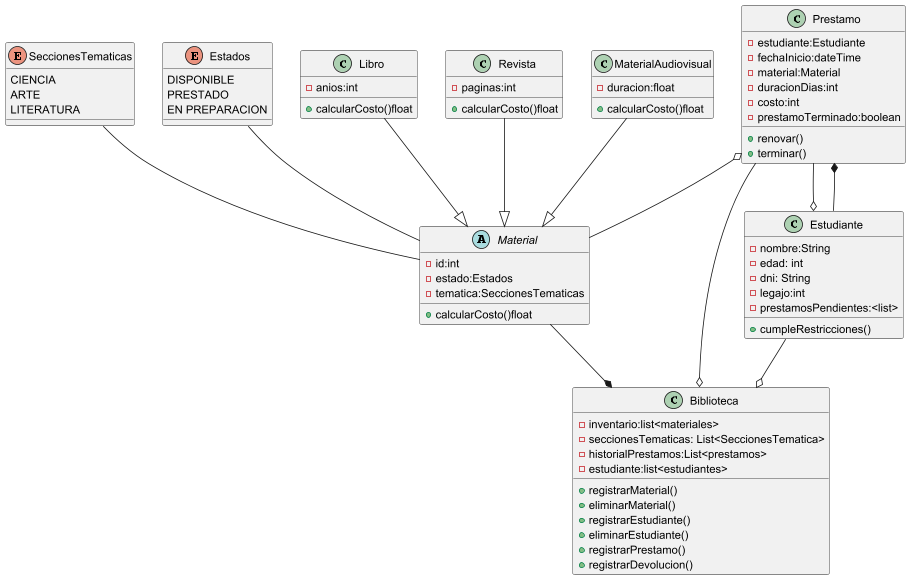 E SeccionesTematicas
CIENCIA
ARTE
LITERATURA
E Estados
DISPONIBLE
PRESTADO
EN PREPARACION
C Libro
anios:int
calcularCosto()float
C Revista
paginas:int
calcularCosto()float
C MaterialAudiovisual
duracion:float
calcularCosto()float
C Prestamo
estudiante:Estudiante
fechaInicio:dateTime
material:Material
duracionDias:int
costo:int
prestamoTerminado:boolean
renovar()
terminar()
A Material
id:int
estado:Estados
tematica:SeccionesTematicas
calcularCosto()float
C Estudiante
nombre:String
edad: int
dni: String
legajo:int
prestamosPendientes:<list>
cumpleRestricciones()
C Biblioteca
inventario:list<materiales>
seccionesTematicas: List<SeccionesTematica>
historialPrestamos:List<prestamos>
estudiante:list<estudiantes>
registrarMaterial()
eliminarMaterial()
registrarEstudiante()
eliminarEstudiante()
registrarPrestamo()
registrarDevolucion()